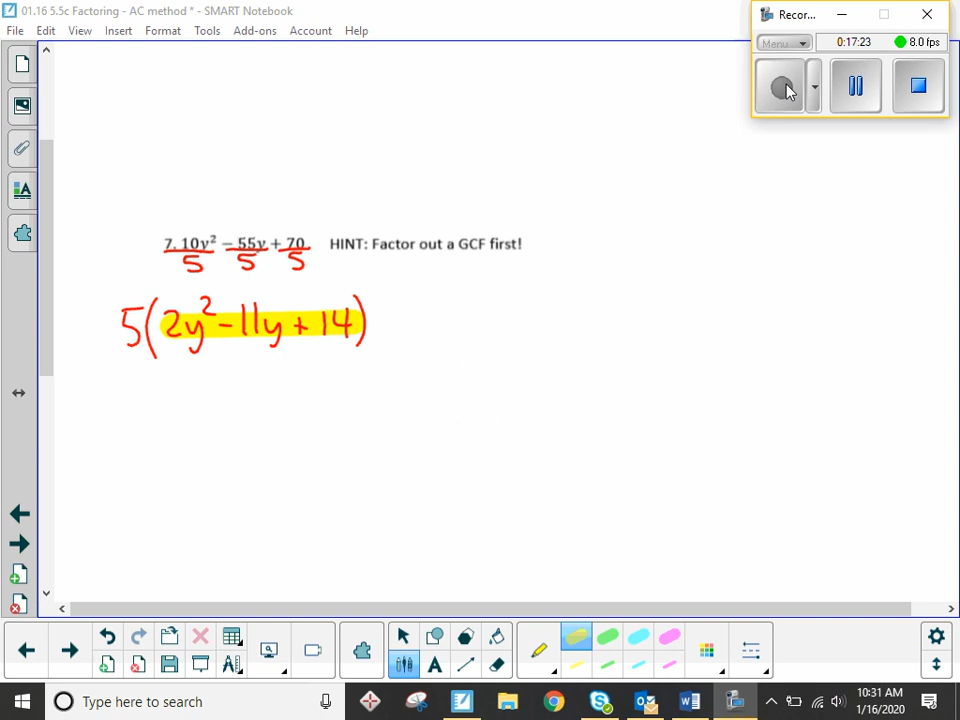 01.16 5.5c Factoring - AC method * - SMART Notebook
Recor...
File Edit View Insert Format Tools Add-ons Account Help
Menu 0:17:23 8.0 fps
7. 10y² − 55y + 70 HINT: Factor out a GCF first!
5 5 5
5(2y² - 11y + 14)
A
Type here to search
10:31 AM
1/16/2020